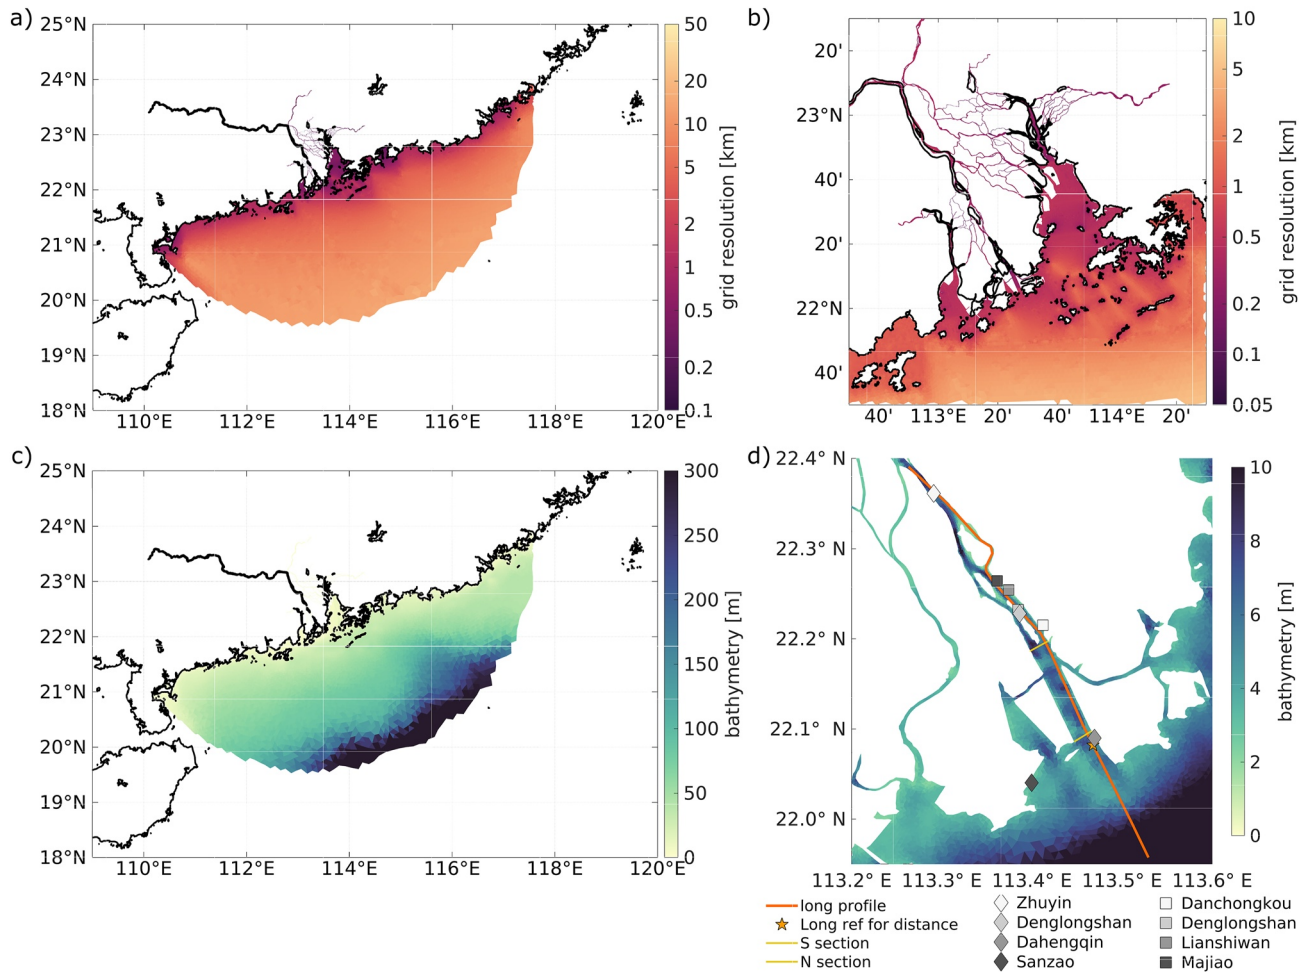 a)
25°N
24°N
23°N
22°N
21°N
20°N
19°N
18°N
110°E 112°E 114°E 116°E 118°E 120°E
50
20
10
5
2
1
0.5
0.2
0.1
grid resolution [km]
b)
20'
23°N
40'
20'
22°N
40'
40' 113°E 20' 40' 114°E 20'
10
5
2
1
0.5
0.2
0.1
0.05
grid resolution [km]
c)
25°N
24°N
23°N
22°N
21°N
20°N
19°N
18°N
110°E 112°E 114°E 116°E 118°E 120°E
300
250
200
150
100
50
0
bathymetry [m]
d)
22.4° N
22.3° N
22.2° N
22.1° N
22.0° N
113.2° E 113.3° E 113.4° E 113.5° E 113.6° E
10
8
6
4
2
0
bathymetry [m]
long profile
Long ref for distance
S section
N section
Zhuyin
Denglongshan
Dahengqin
Sanzao
Danchongkou
Denglongshan
Lianshiwan
Majiao